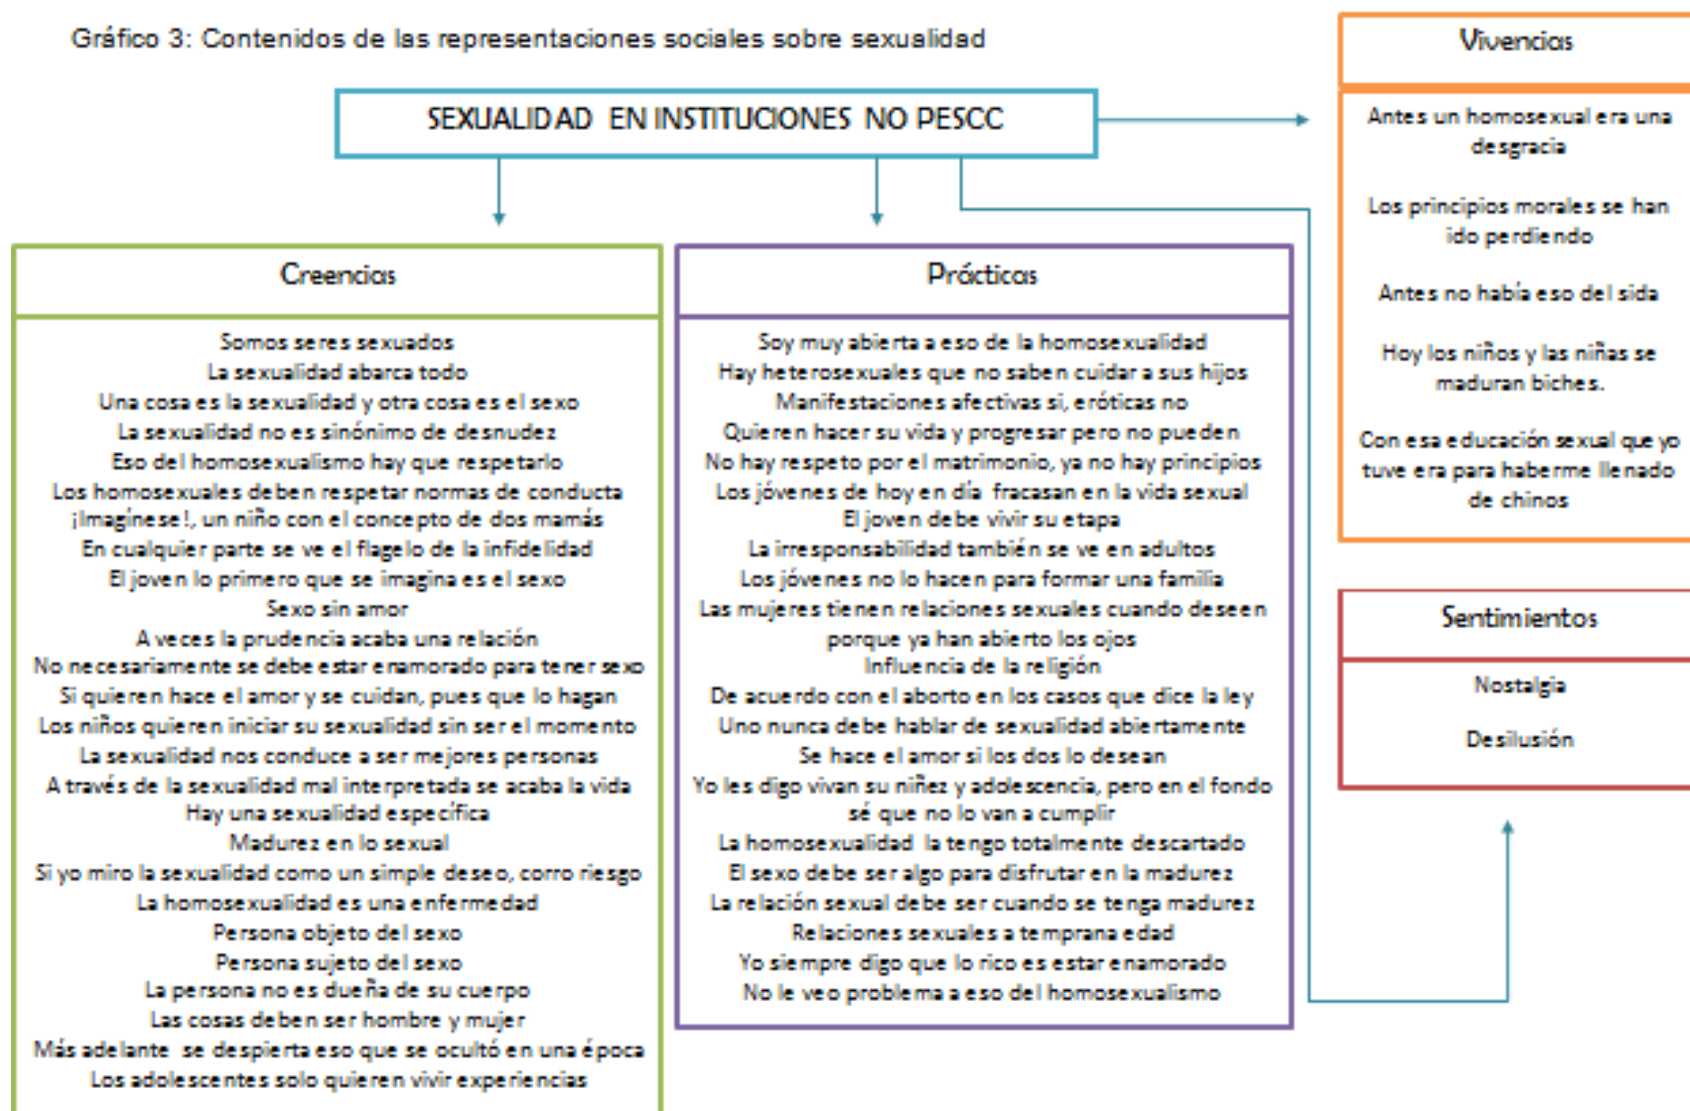 Gráfico 3: Contenidos de las representaciones sociales sobre sexualidad
SEXUALIDAD EN INSTITUCIONES NO PESCC
Creencias
Somos seres sexuados
La sexualidad abarca todo
Una cosa es la sexualidad y otra cosa es el sexo
La sexualidad no es sinónimo de desnudez
Eso del homosexualismo hay que respetarlo
Los homosexuales deben respetar normas de conducta
¡Imagínese!, un niño con el concepto de dos mamás
En cualquier parte se ve el flagelo de la infidelidad
El joven lo primero que se imagina es el sexo
Sexo sin amor
A veces la prudencia acaba una relación
No necesariamente se debe estar enamorado para tener sexo
Si quieren hace el amor y se cuidan, pues que lo hagan
Los niños quieren iniciar su sexualidad sin ser el momento
La sexualidad nos conduce a ser mejores personas
A través de la sexualidad mal interpretada se acaba la vida
Hay una sexualidad específica
Madurez en lo sexual
Si yo miro la sexualidad como un simple deseo, corro riesgo
La homosexualidad es una enfermedad
Persona objeto del sexo
Persona sujeto del sexo
La persona no es dueña de su cuerpo
Las cosas deben ser hombre y mujer
Más adelante se despierta eso que se ocultó en una época
Los adolescentes solo quieren vivir experiencias
Prácticas
Soy muy abierta a eso de la homosexualidad
Hay heterosexuales que no saben cuidar a sus hijos
Manifestaciones afectivas si, eróticas no
Quieren hacer su vida y progresar pero no pueden
No hay respeto por el matrimonio, ya no hay principios
Los jóvenes de hoy en día fracasan en la vida sexual
El joven debe vivir su etapa
La irresponsabilidad también se ve en adultos
Los jóvenes no lo hacen para formar una familia
Las mujeres tienen relaciones sexuales cuando deseen
porque ya han abierto los ojos
Influencia de la religión
De acuerdo con el aborto en los casos que dice la ley
Uno nunca debe hablar de sexualidad abiertamente
Se hace el amor si los dos lo desean
Yo les digo vivan su niñez y adolescencia, pero en el fondo
sé que no lo van a cumplir
La homosexualidad la tengo totalmente descartado
El sexo debe ser algo para disfrutar en la madurez
La relación sexual debe ser cuando se tenga madurez
Relaciones sexuales a temprana edad
Yo siempre digo que lo rico es estar enamorado
No le veo problema a eso del homosexualismo
Vivencias
Antes un homosexual era una
desgracia
Los principios morales se han
ido perdiendo
Antes no había eso del sida
Hoy los niños y las niñas se
maduran biches.
Con esa educación sexual que yo
tuve era para haberme llenado
de chinos
Sentimientos
Nostalgia
Desilusión